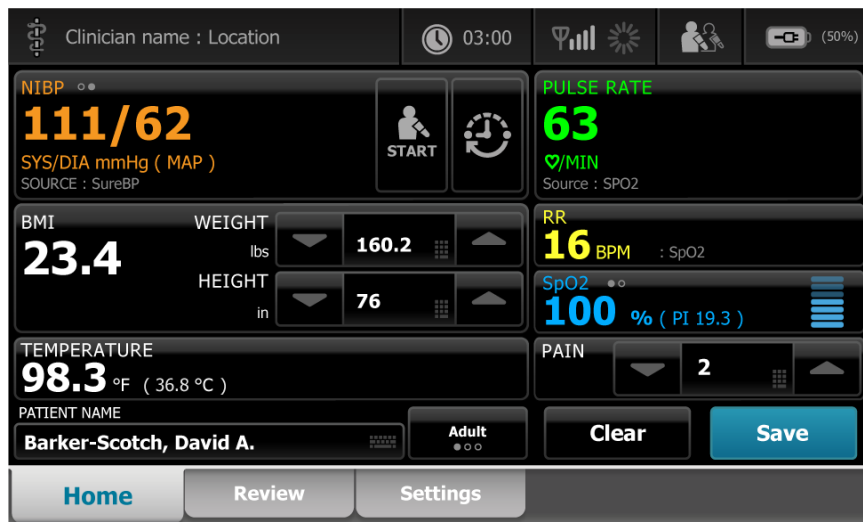 Clinician name : Location
03:00
(50%)
NIBP
111/62
SYS/DIA mmHg ( MAP )
SOURCE : SureBP
START
PULSE RATE
63
/MIN
Source : SPO2
BMI
23.4
WEIGHT
lbs
160.2
HEIGHT
in
76
RR
16 BPM : SpO2
SpO2
100 % ( PI 19.3 )
TEMPERATURE
98.3 °F ( 36.8 °C )
PAIN
2
PATIENT NAME
Barker-Scotch, David A.
Adult
Clear
Save
Home
Review
Settings